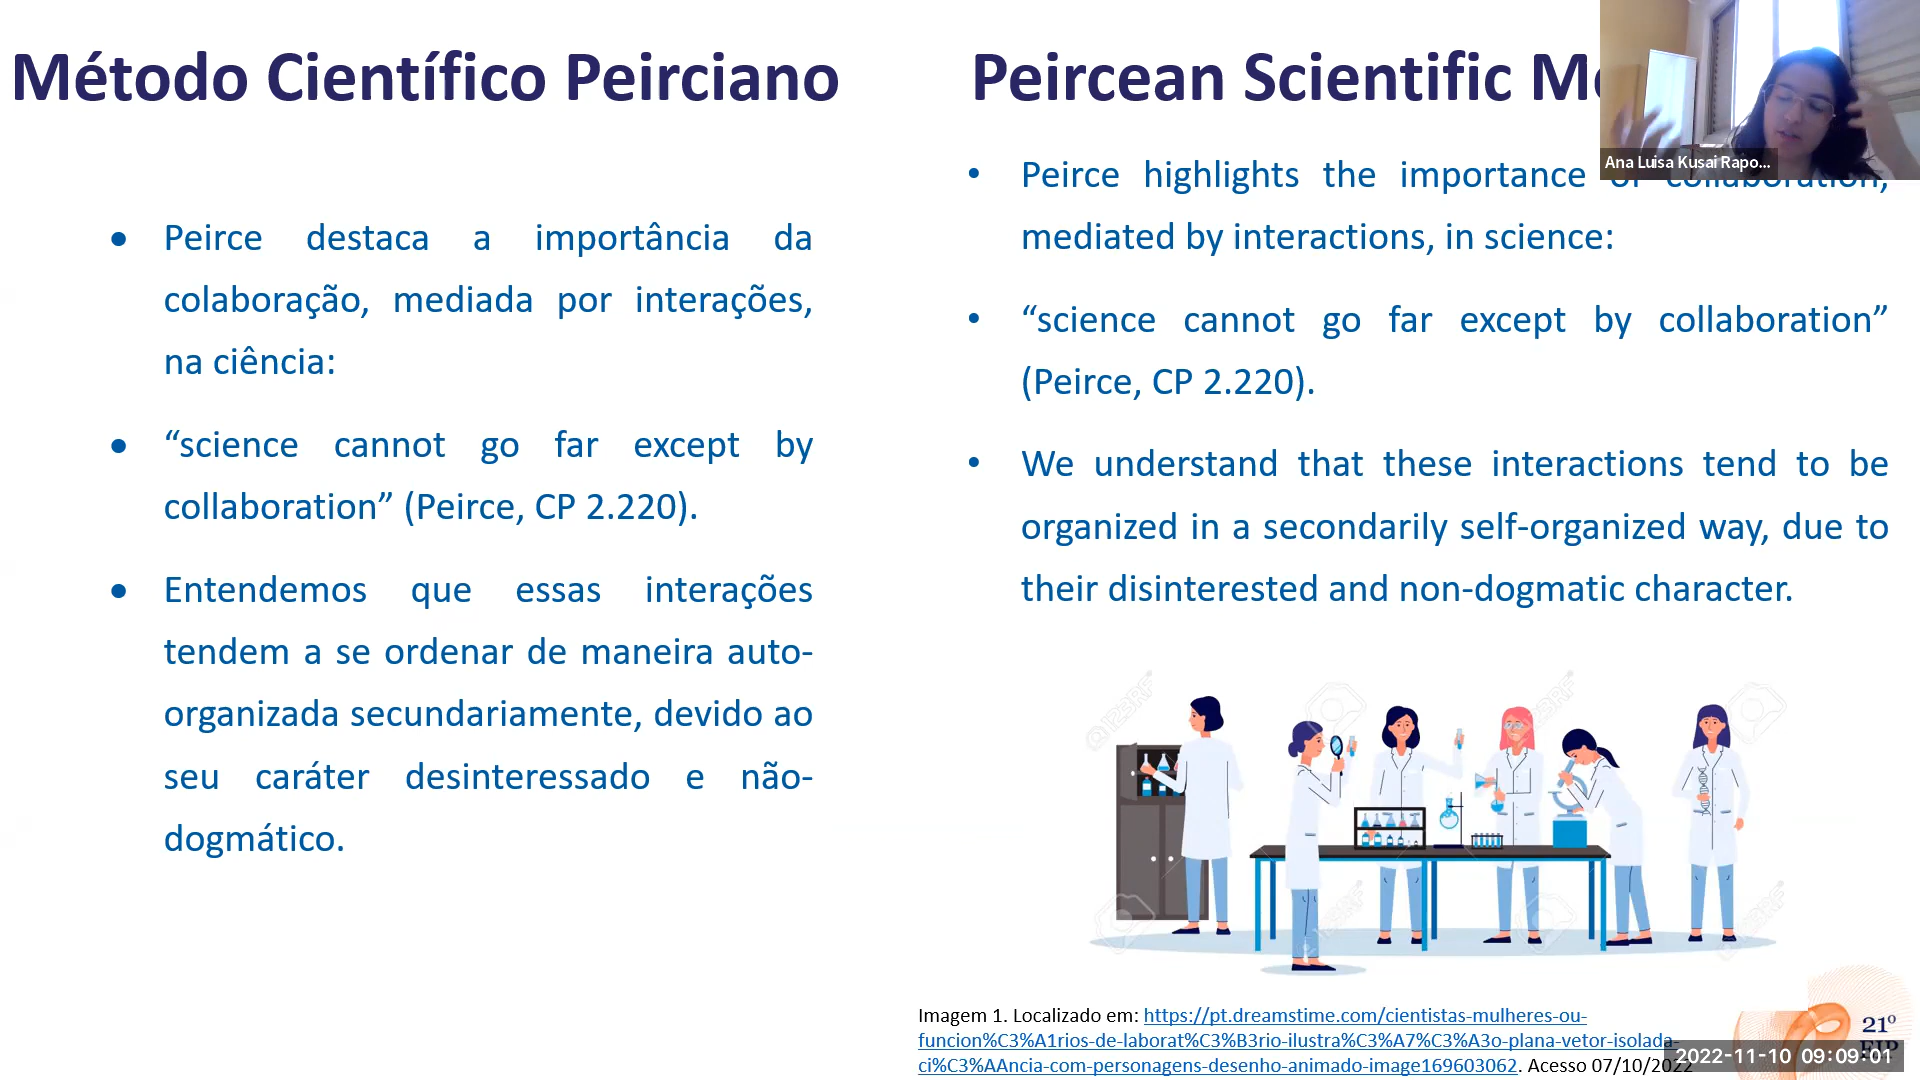 Método Científico Peirciano
Peirce destaca a importância da
colaboração, mediada por interações,
na ciência:
“science cannot go far except by
collaboration” (Peirce, CP 2.220).
Entendemos que essas interações
tendem a se ordenar de maneira auto-
organizada secundariamente, devido ao
seu caráter desinteressado e não-
dogmático.
Peircean Scientific
Peirce highlights the importance of collaboration,
mediated by interactions, in science:
“science cannot go far except by collaboration”
(Peirce, CP 2.220).
We understand that these interactions tend to be
organized in a secondarily self-organized way, due to
their disinterested and non-dogmatic character.
Ana Luisa Kusai Rapo...
@123RF
Imagem 1. Localizado em: https://pt.dreamstime.com/cientistas-mulheres-ou-
funcion%C3%A1rios-de-laborat%C3%B3rio-ilustra%C3%A7%C3%A3o-plana-vetor-isolada-
ci%C3%AAncia-com-personagens-desenho-animado-image169603062. Acesso 07/10/2022
21º
EIP
2022-11-10 09:09:01